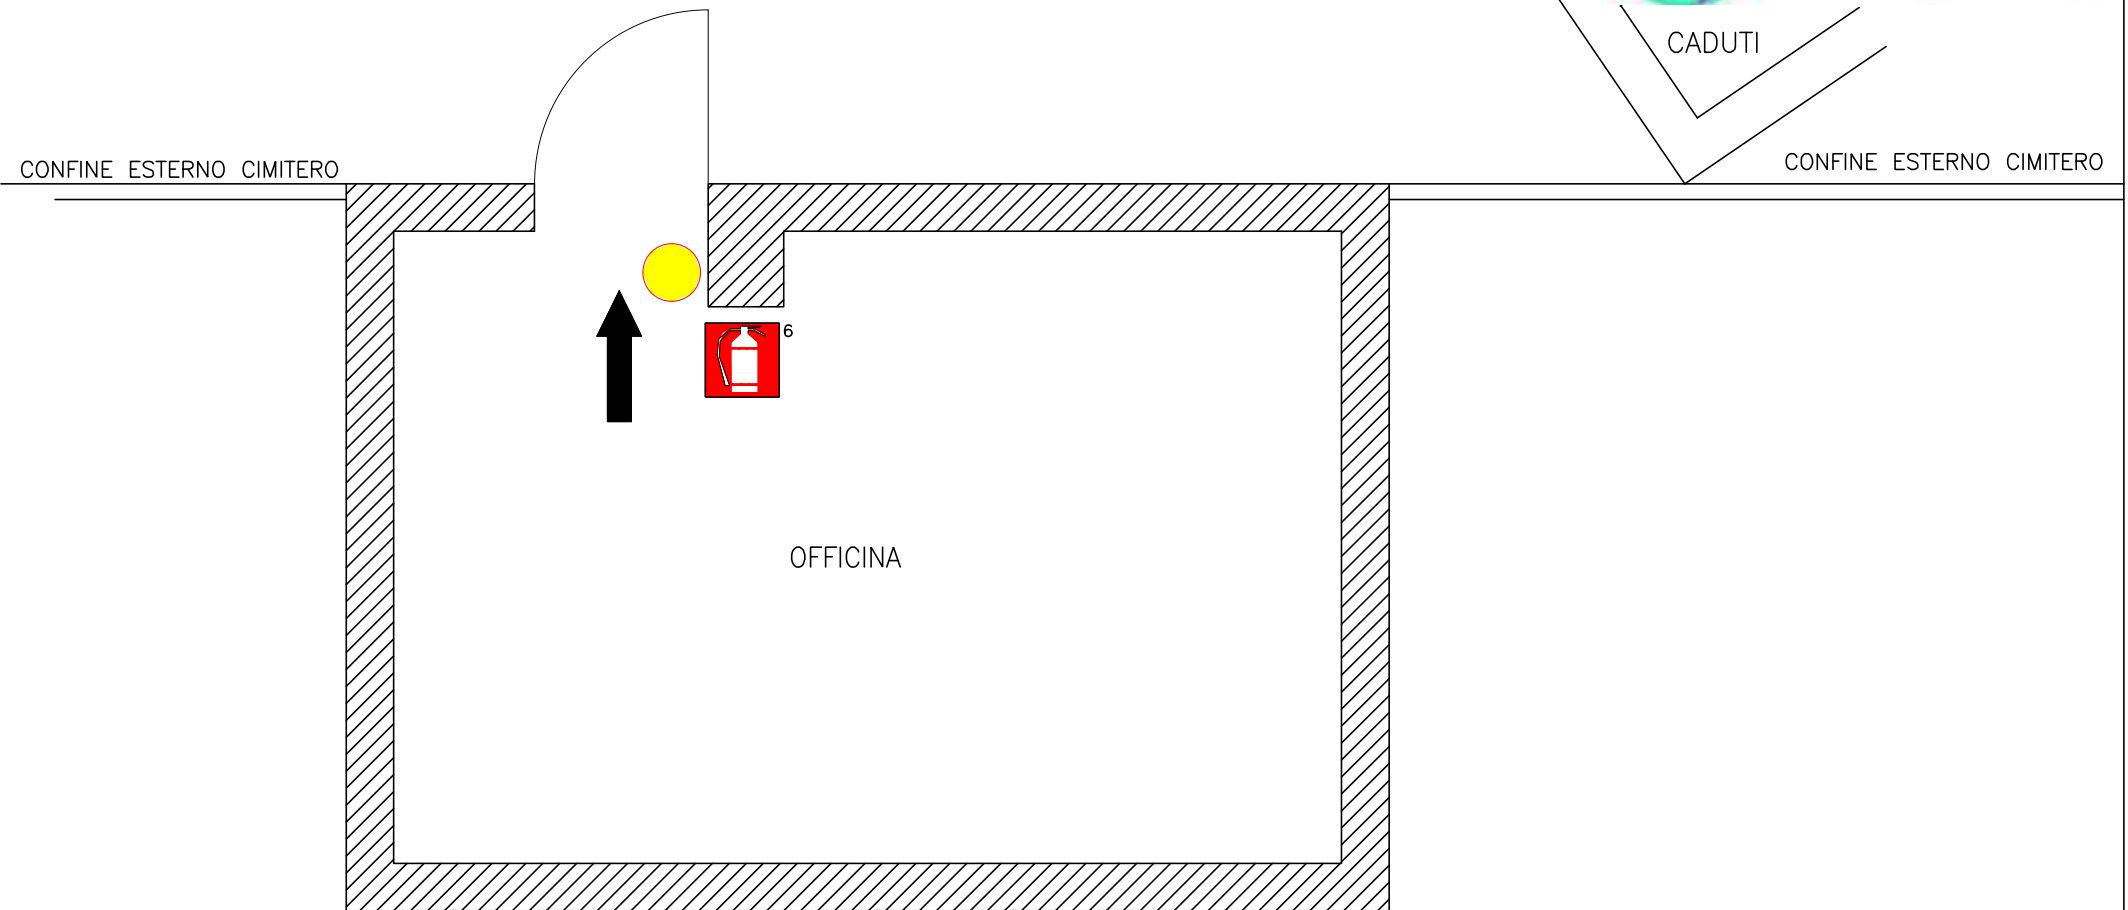 CADUTI
CONFINE ESTERNO CIMITERO
CONFINE ESTERNO CIMITERO
6
OFFICINA